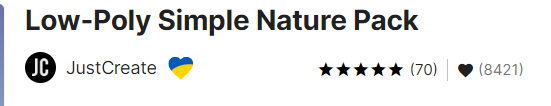 Low-Poly Simple Nature Pack
JC JustCreate (70) (8421)